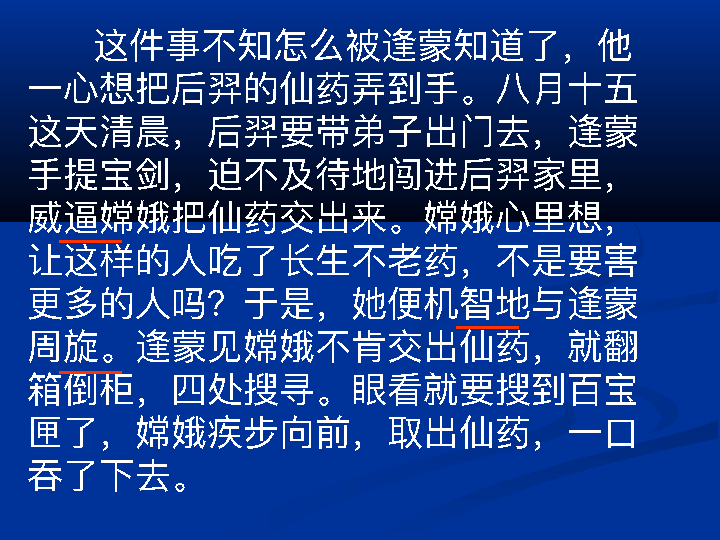 这件事不知怎么被逢蒙知道了，他
一心想把后羿的仙药弄到手。八月十五
这天清晨，后羿要带弟子出门去，逢蒙
手提宝剑，迫不及待地闯进后羿家里，
威逼嫦娥把仙药交出来。嫦娥心里想，
让这样的人吃了长生不老药，不是要害
更多的人吗？于是，她便机智地与逢蒙
周旋。逢蒙见嫦娥不肯交出仙药，就翻
箱倒柜，四处搜寻。眼看就要搜到百宝
匣了，嫦娥疾步向前，取出仙药，一口
吞了下去。